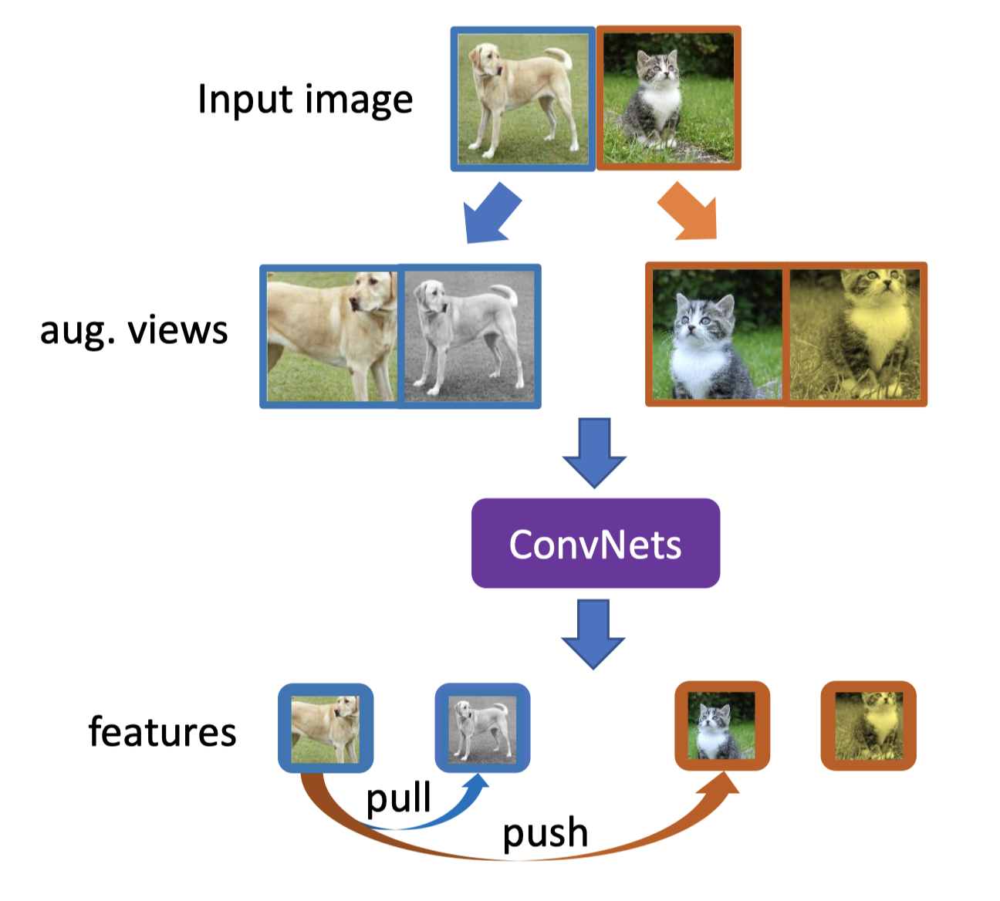 Input image
aug. views
ConvNets
features
pull
push